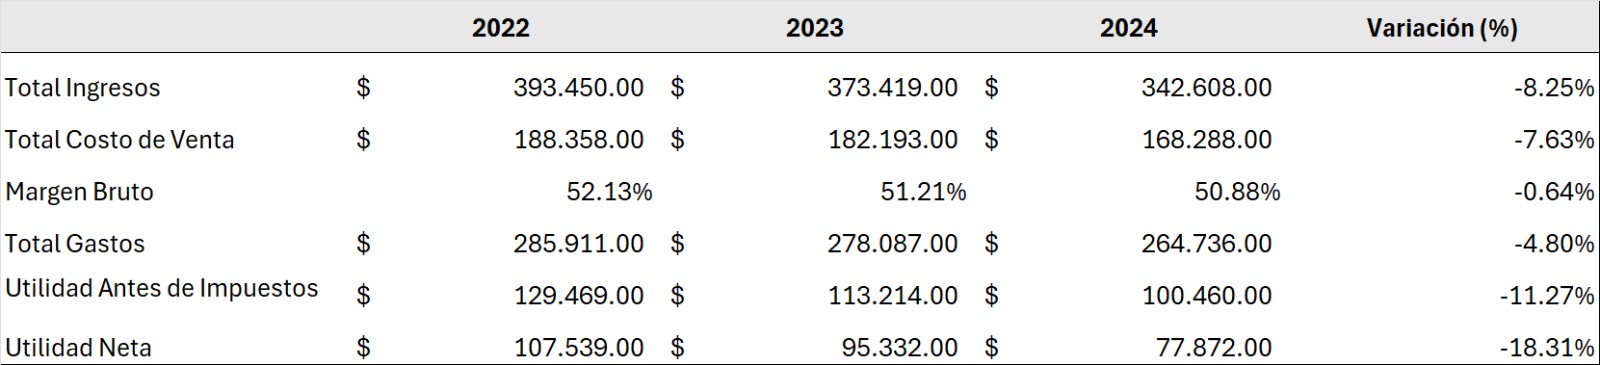 2022 2023 2024 Variación (%)
Total Ingresos $ 393.450.00 $ 373.419.00 $ 342.608.00 -8.25%
Total Costo de Venta $ 188.358.00 $ 182.193.00 $ 168.288.00 -7.63%
Margen Bruto 52.13% 51.21% 50.88% -0.64%
Total Gastos $ 285.911.00 $ 278.087.00 $ 264.736.00 -4.80%
Utilidad Antes de Impuestos $ 129.469.00 $ 113.214.00 $ 100.460.00 -11.27%
Utilidad Neta $ 107.539.00 $ 95.332.00 $ 77.872.00 -18.31%